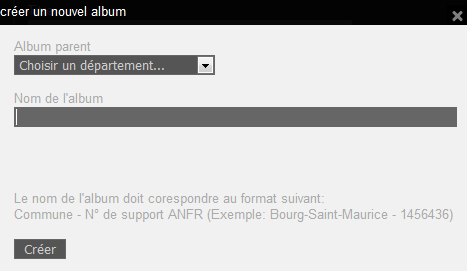 créer un nouvel album
Album parent
Choisir un département...
Nom de l'album
Le nom de l'album doit corespondre au format suivant:
Commune - N° de support ANFR (Exemple: Bourg-Saint-Maurice - 1456436)
Créer